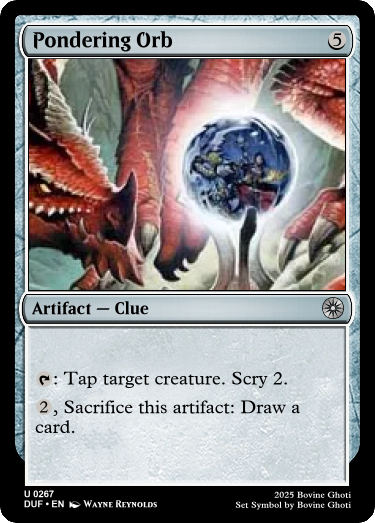 Pondering Orb 5
Artifact — Clue
: Tap target creature. Scry 2.
2, Sacrifice this artifact: Draw a
card.
U 0267 2025 Bovine Ghoti
DUF • EN Wayne Reynolds Set Symbol by Bovine Ghoti